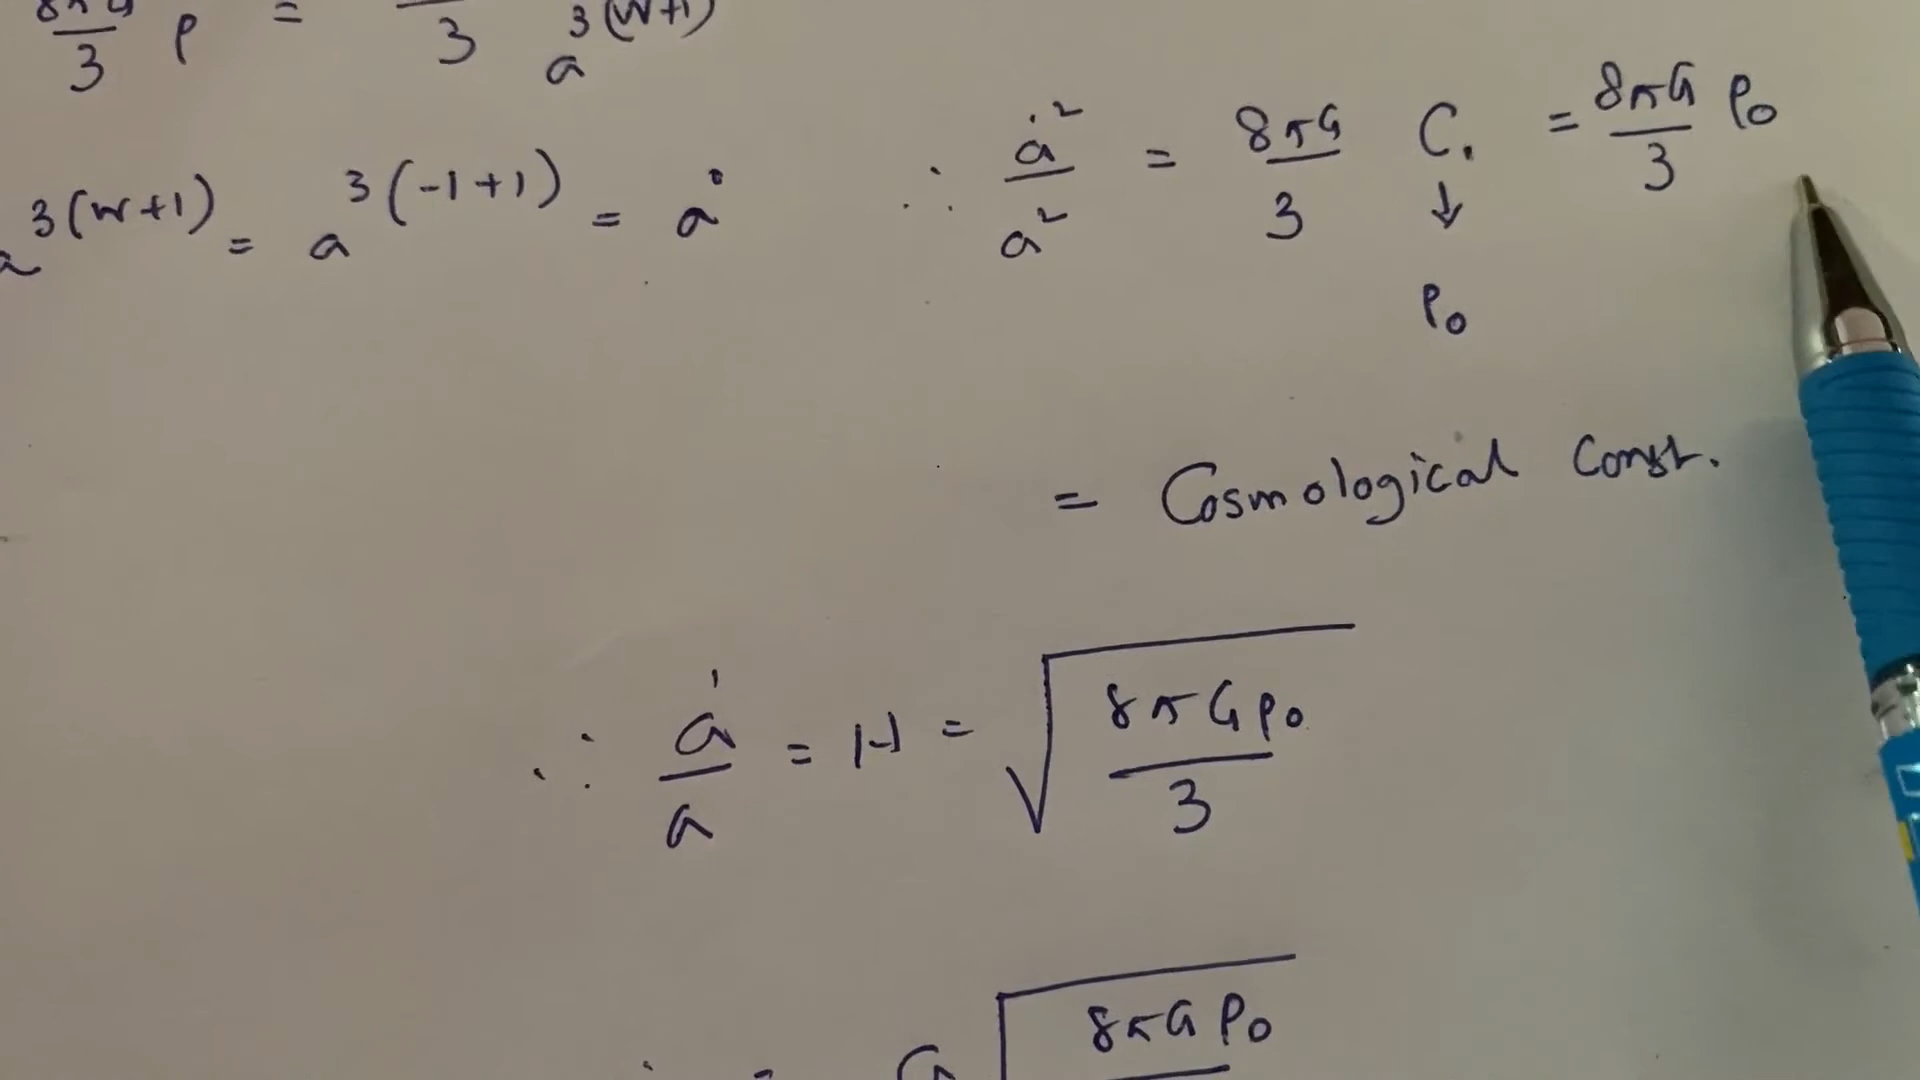 8πG/3 ρ = /3 a^3(w+1)
a^3(w+1) = a^3(-1+1) = a^0
∴ ȧ²/a² = 8πG/3 C. = 8πG/3 ρ₀
↓
ρ₀
= Cosmological Const.
∴ ȧ/a = H = √(8πGρ₀/3)
= √(8πGρ₀